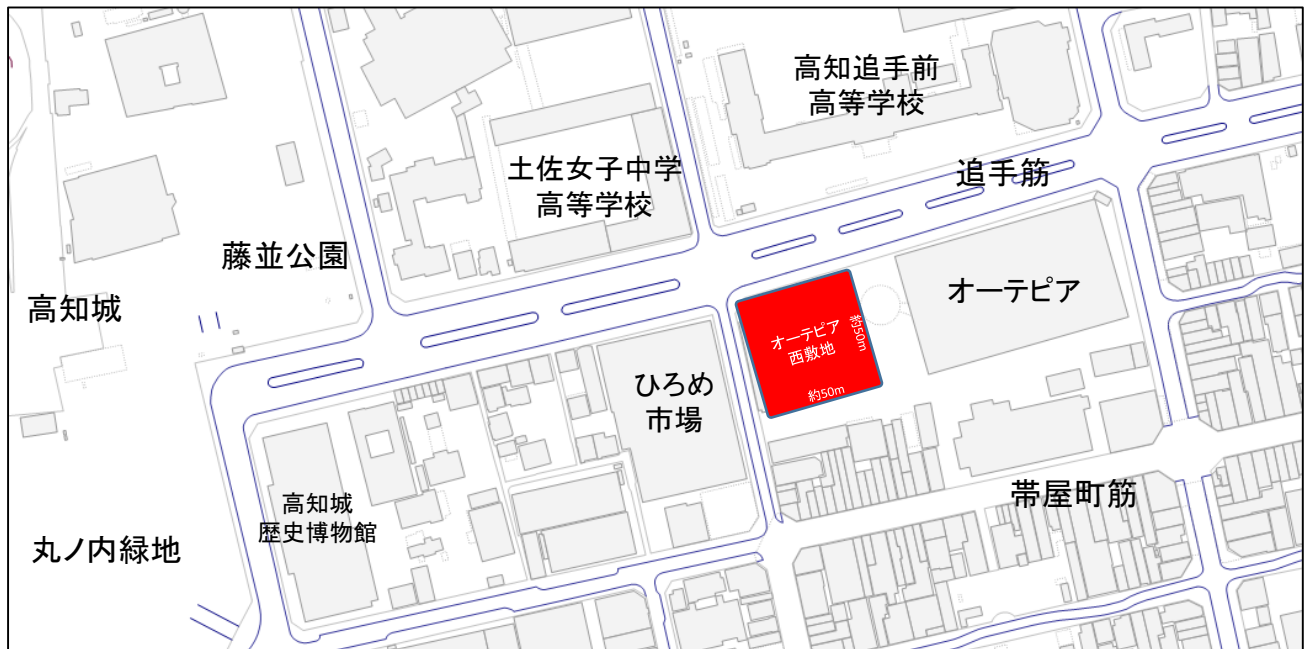 高知追手前
高等学校
土佐女子中学
高等学校
追手筋
藤並公園
高知城
オーテピア
オーテピア
西敷地
約50m
約50m
ひろめ
市場
高知城
歴史博物館
帯屋町筋
丸ノ内緑地